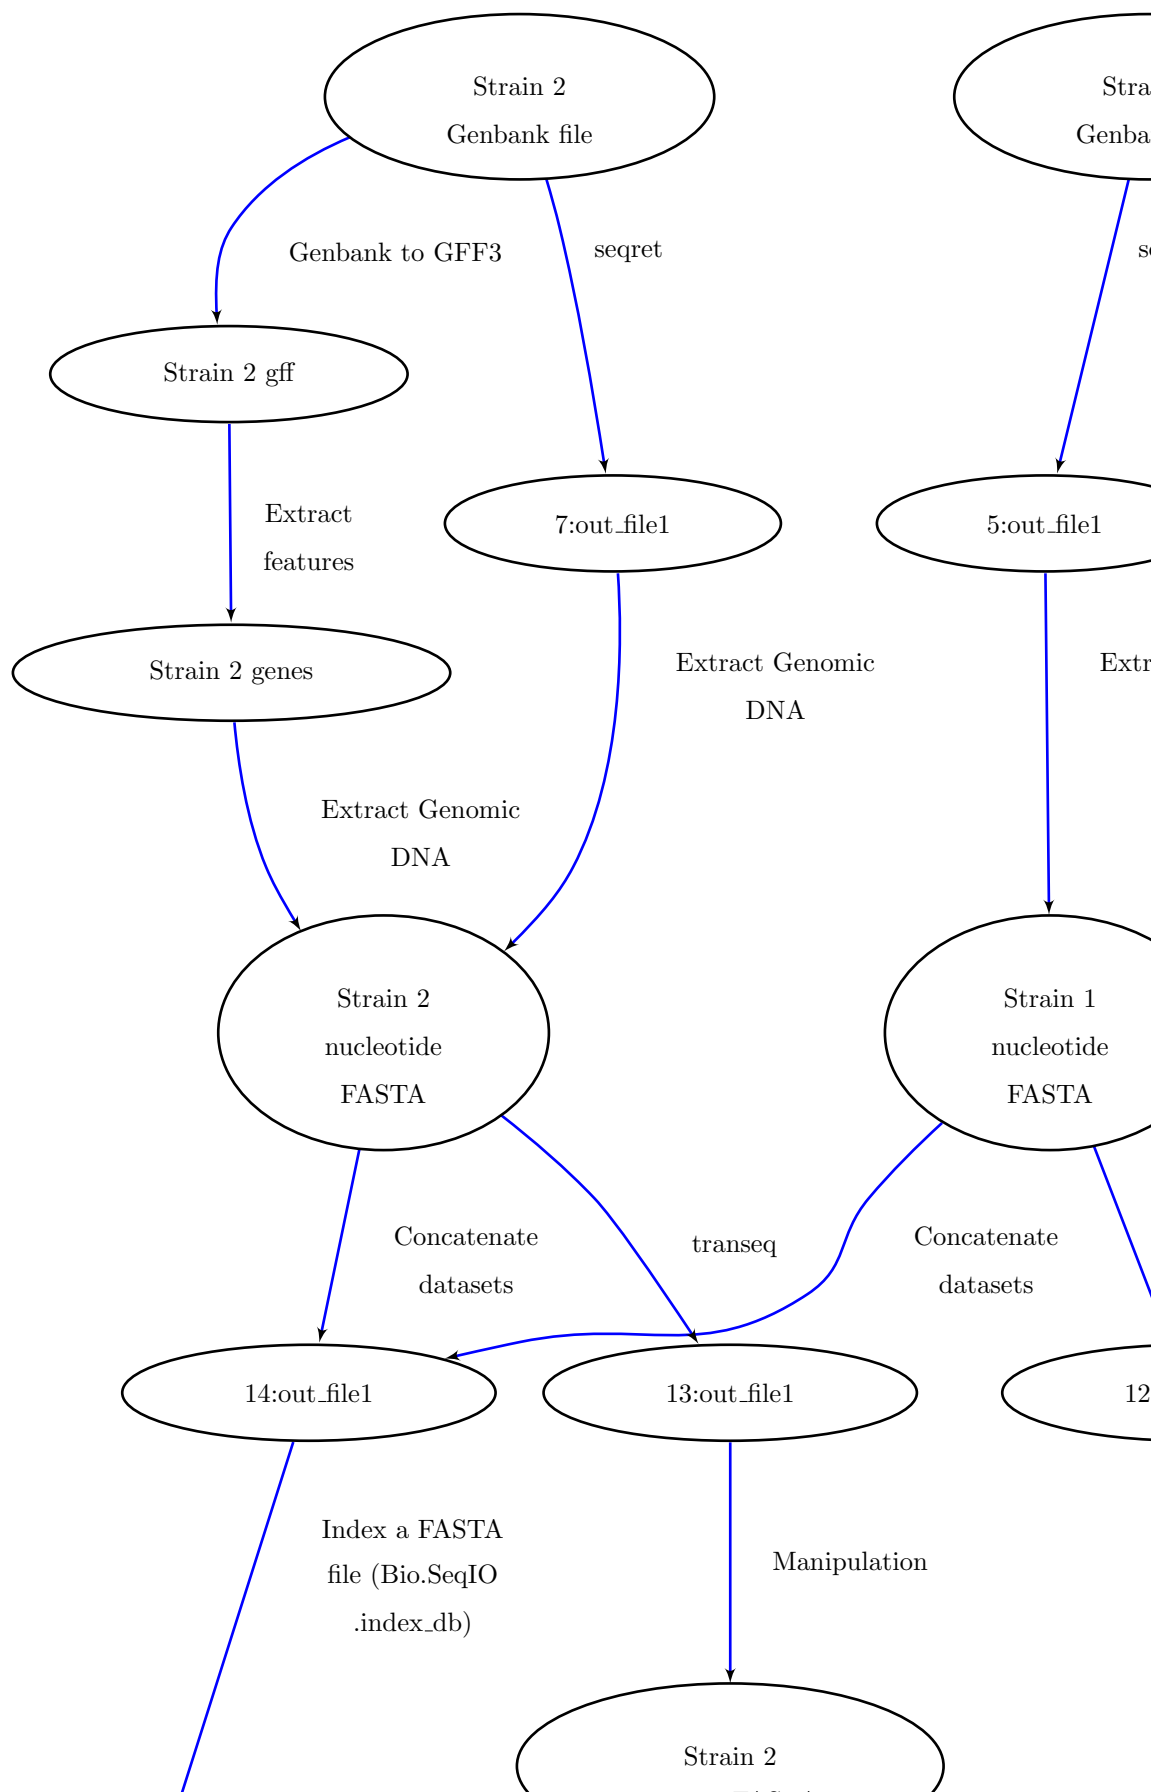 Strain 2
Genbank file
Genbank to GFF3
seqret
Strain 2 gff
Extract
features
7:out_file1
5:out_file1
Strain 2 genes
Extract Genomic
DNA
Extract Genomic
DNA
Strain 2
nucleotide
FASTA
Strain 1
nucleotide
FASTA
Concatenate
datasets
transeq
Concatenate
datasets
14:out_file1
13:out_file1
12
Index a FASTA
file (Bio.SeqIO
.index_db)
Manipulation
Strain 2